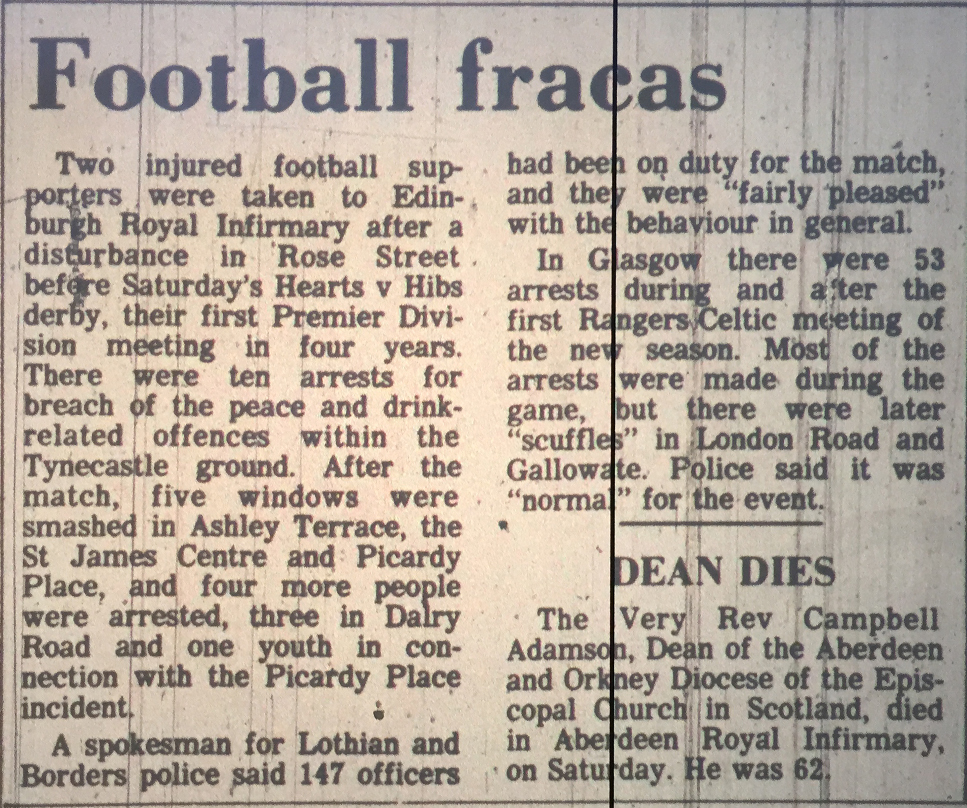 Football fracas
Two injured football sup-
porters were taken to Edin-
burgh Royal Infirmary after a
disturbance in Rose Street
before Saturday's Hearts v Hibs
derby, their first Premier Divi-
sion meeting in four years.
There were ten arrests for
breach of the peace and drink-
related offences within the
Tynecastle ground. After the
match, five windows were
smashed in Ashley Terrace, the
St James Centre and Picardy
Place, and four more people
were arrested, three in Dalry
Road and one youth in con-
nection with the Picardy Place
incident.
A spokesman for Lothian and
Borders police said 147 officers
had been on duty for the match,
and they were "fairly pleased"
with the behaviour in general.
In Glasgow there were 53
arrests during and after the
first Rangers/Celtic meeting of
the new season. Most of the
arrests were made during the
game, but there were later
"scuffles" in London Road and
Gallowate. Police said it was
"normal" for the event.
DEAN DIES
The Very Rev Campbell
Adamson, Dean of the Aberdeen
and Orkney Diocese of the Epis-
copal Church in Scotland, died
in Aberdeen Royal Infirmary,
on Saturday. He was 62.